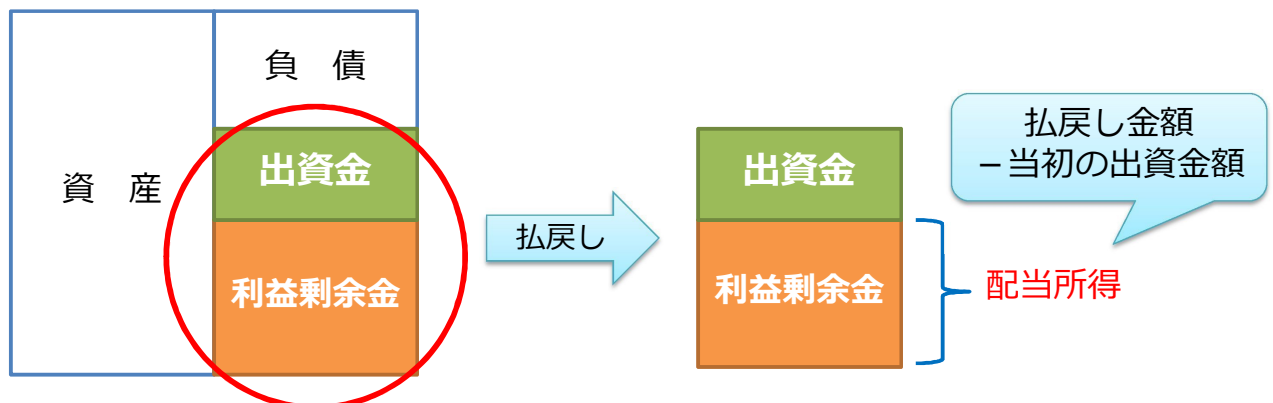 資　産
負　債
出資金
利益剰余金
払戻し
出資金
利益剰余金
払戻し金額
－当初の出資金額
配当所得